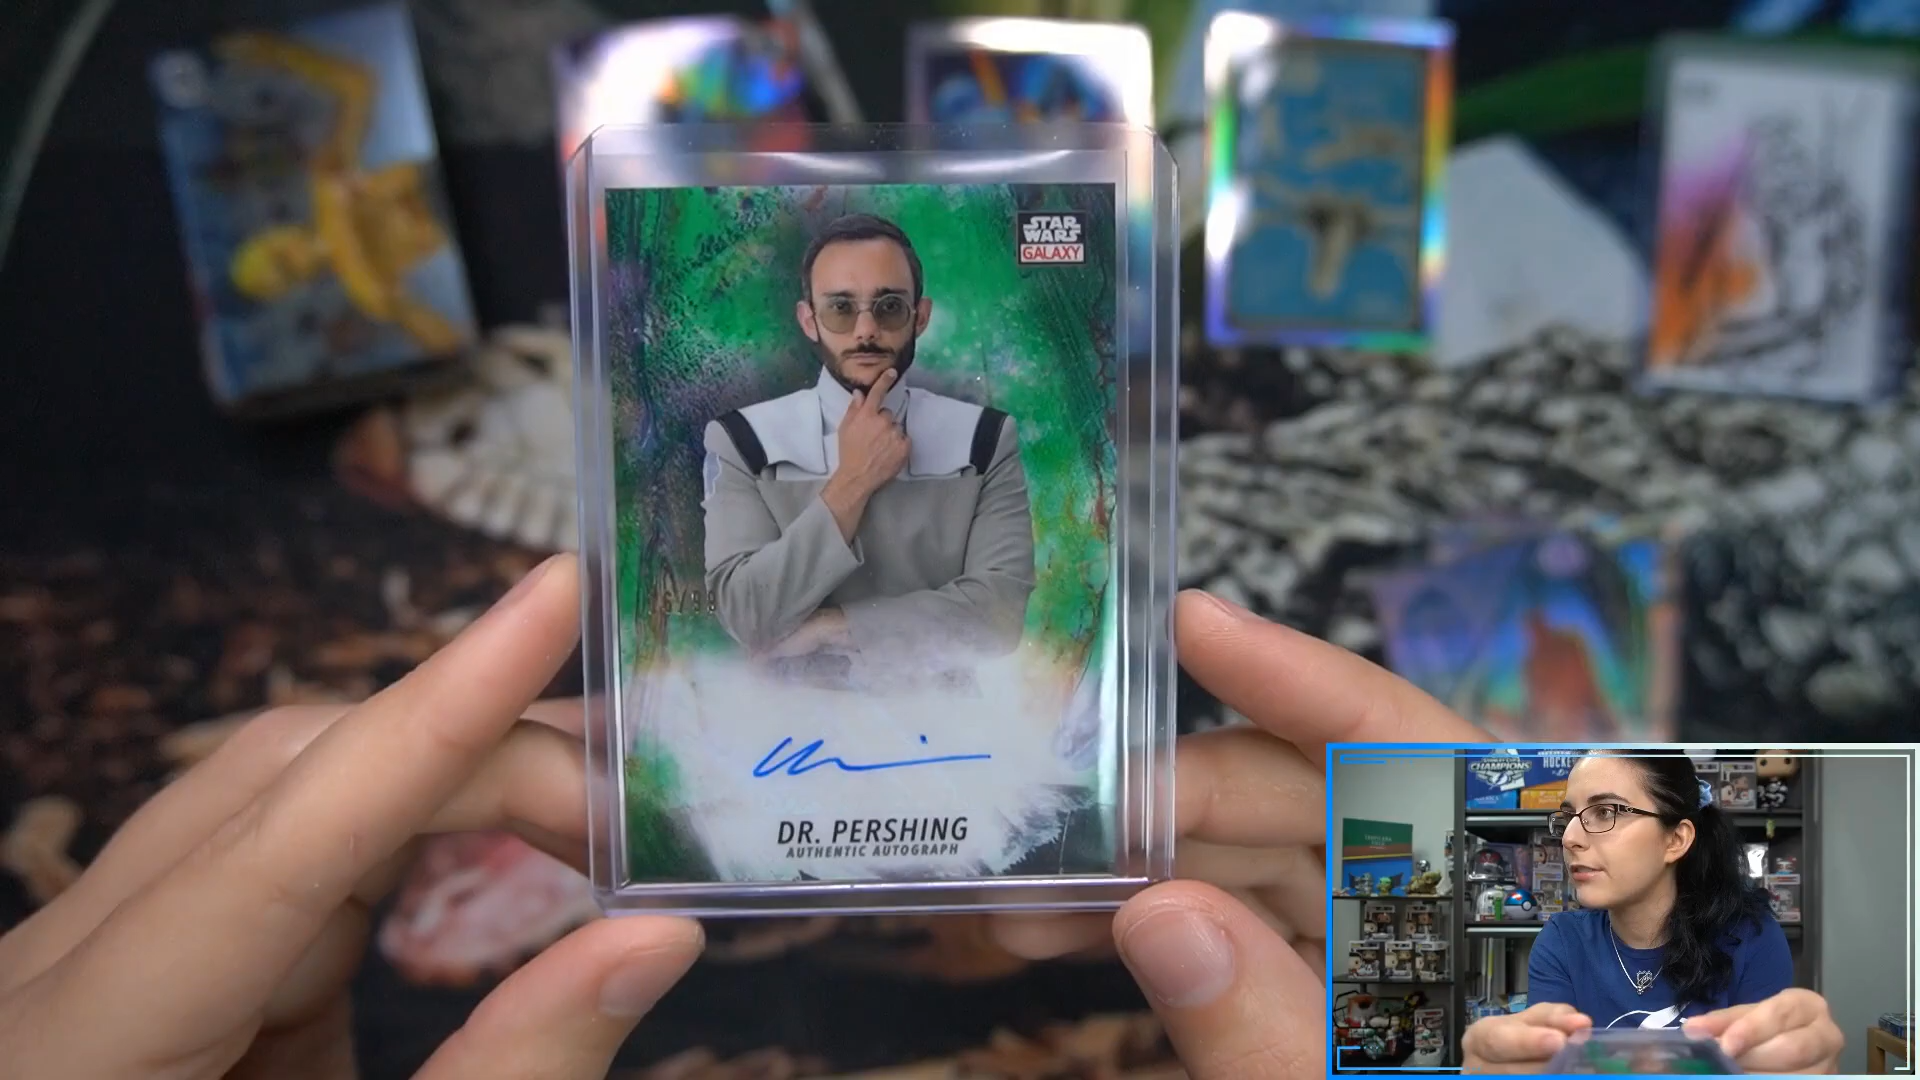 STAR
WARS
GALAXY
DR. PERSHING
AUTHENTIC AUTOGRAPH
CHAMPIONS